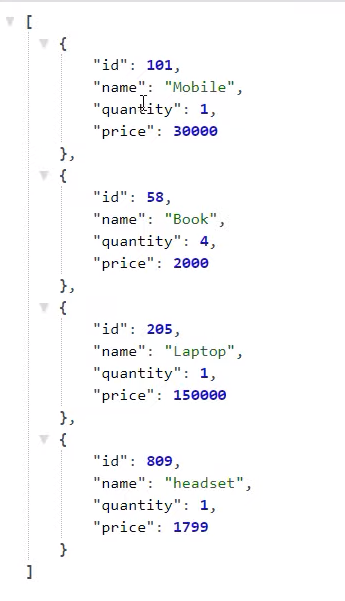 [
{
"id": 101,
"name": "Mobile",
"quantity": 1,
"price": 30000
},
{
"id": 58,
"name": "Book",
"quantity": 4,
"price": 2000
},
{
"id": 205,
"name": "Laptop",
"quantity": 1,
"price": 150000
},
{
"id": 809,
"name": "headset",
"quantity": 1,
"price": 1799
}
]